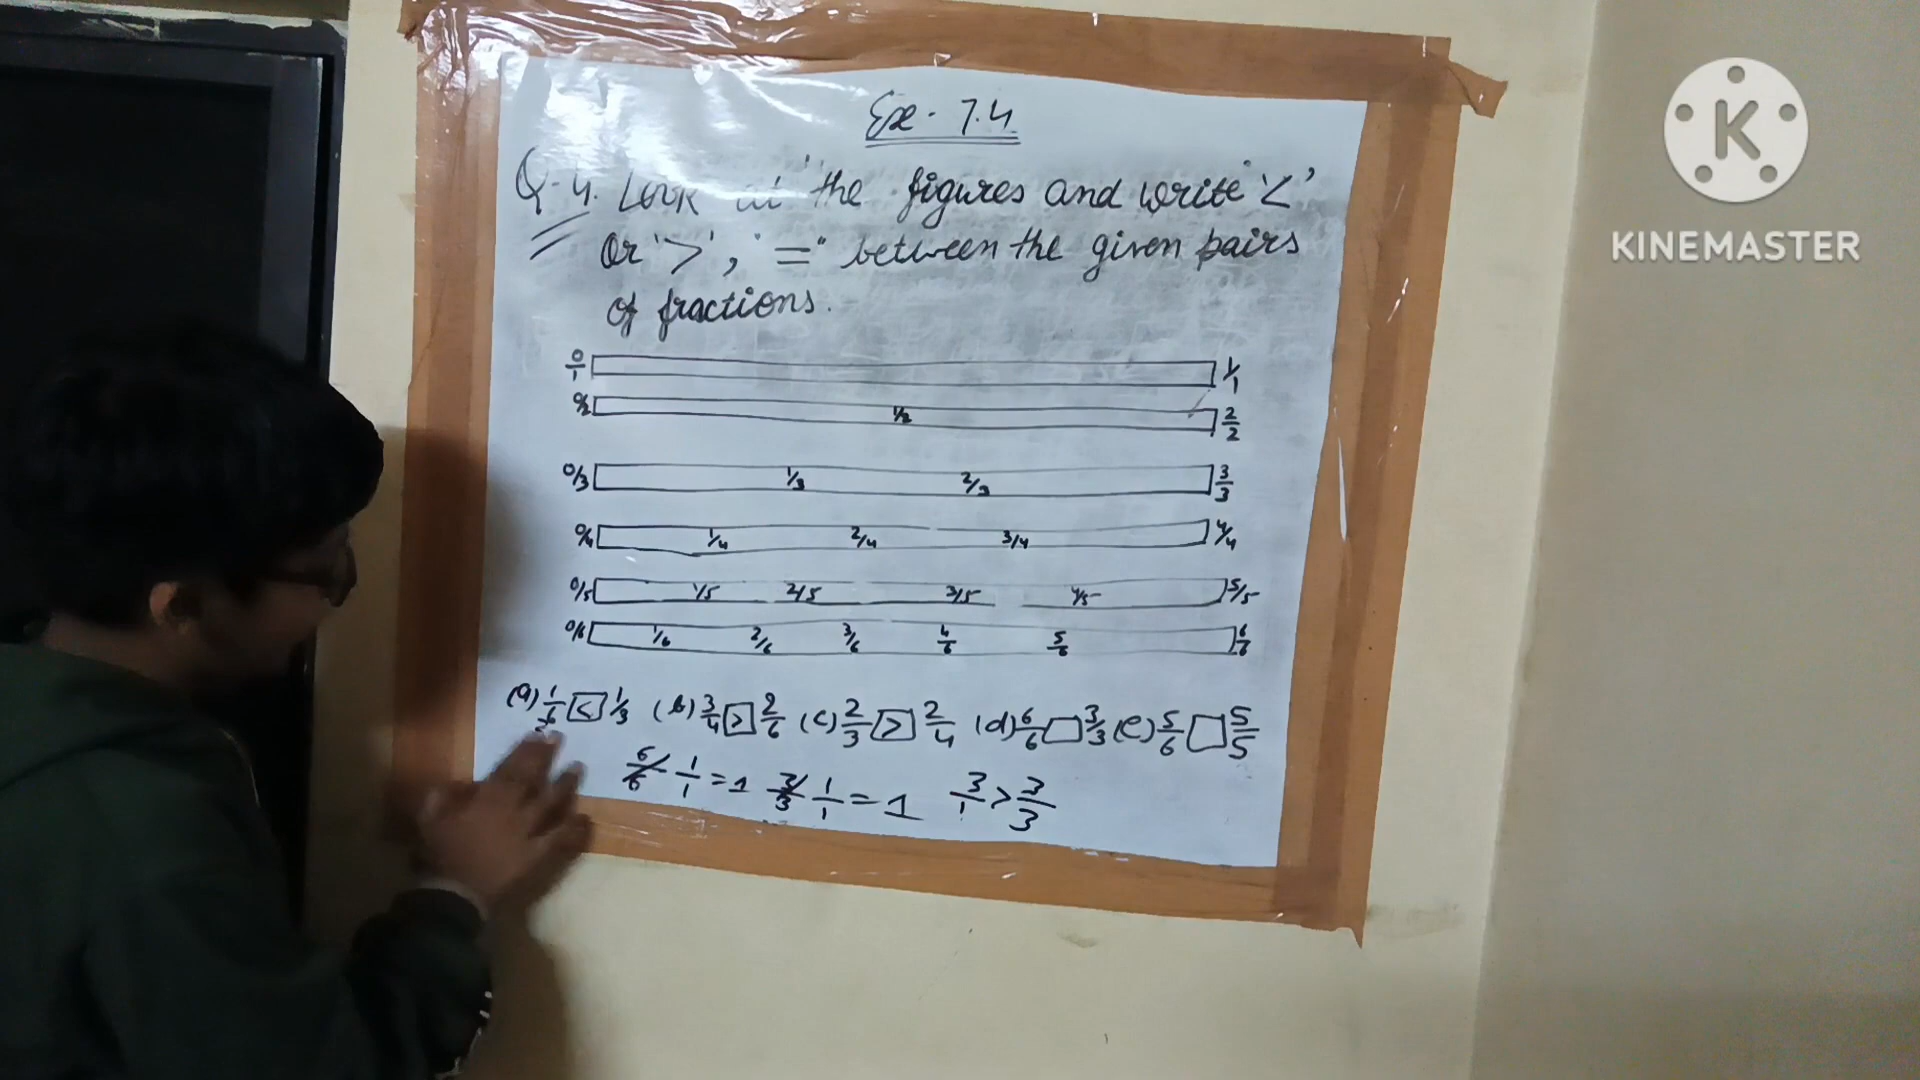 Ex - 7.4
Q-4. Look at the figures and write '<'
or '>', "=" between the given pairs
of fractions.
0/1 1/1
0/2 1/2 2/2
0/3 1/3 2/3 3/3
0/4 1/4 2/4 3/4 4/4
0/5 1/5 2/5 3/5 4/5 5/5
0/6 1/6 2/6 3/6 4/6 5/6 6/6
(a) 1/6 < 1/3 (b) 3/4 > 2/6 (c) 2/3 > 2/4 (d) 6/6 □ 3/3 (e) 5/6 □ 5/5
6/6 1/1 = 1 3/3 1/1 = 1 3/1 > 3/3
K
KINEMASTER